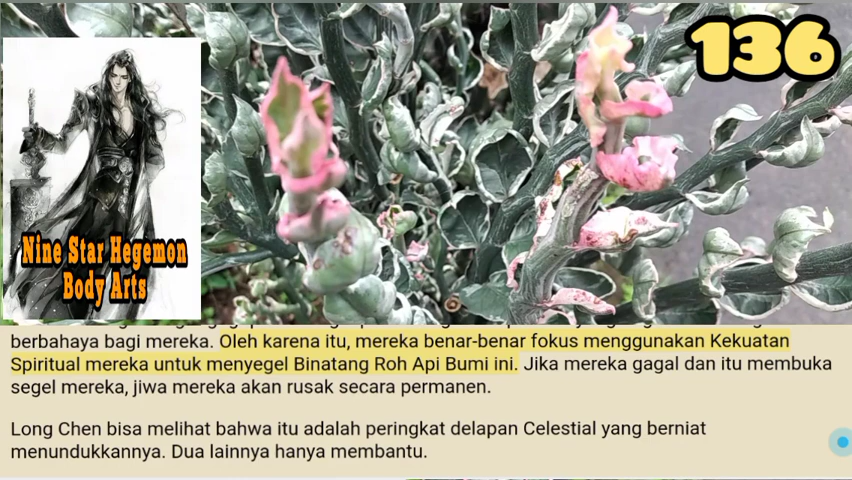 136
Nine Star Hegemon
Body Arts
berbahaya bagi mereka. Oleh karena itu, mereka benar-benar fokus menggunakan Kekuatan
Spiritual mereka untuk menyegel Binatang Roh Api Bumi ini. Jika mereka gagal dan itu membuka
segel mereka, jiwa mereka akan rusak secara permanen.
Long Chen bisa melihat bahwa itu adalah peringkat delapan Celestial yang berniat
menundukkannya. Dua lainnya hanya membantu.